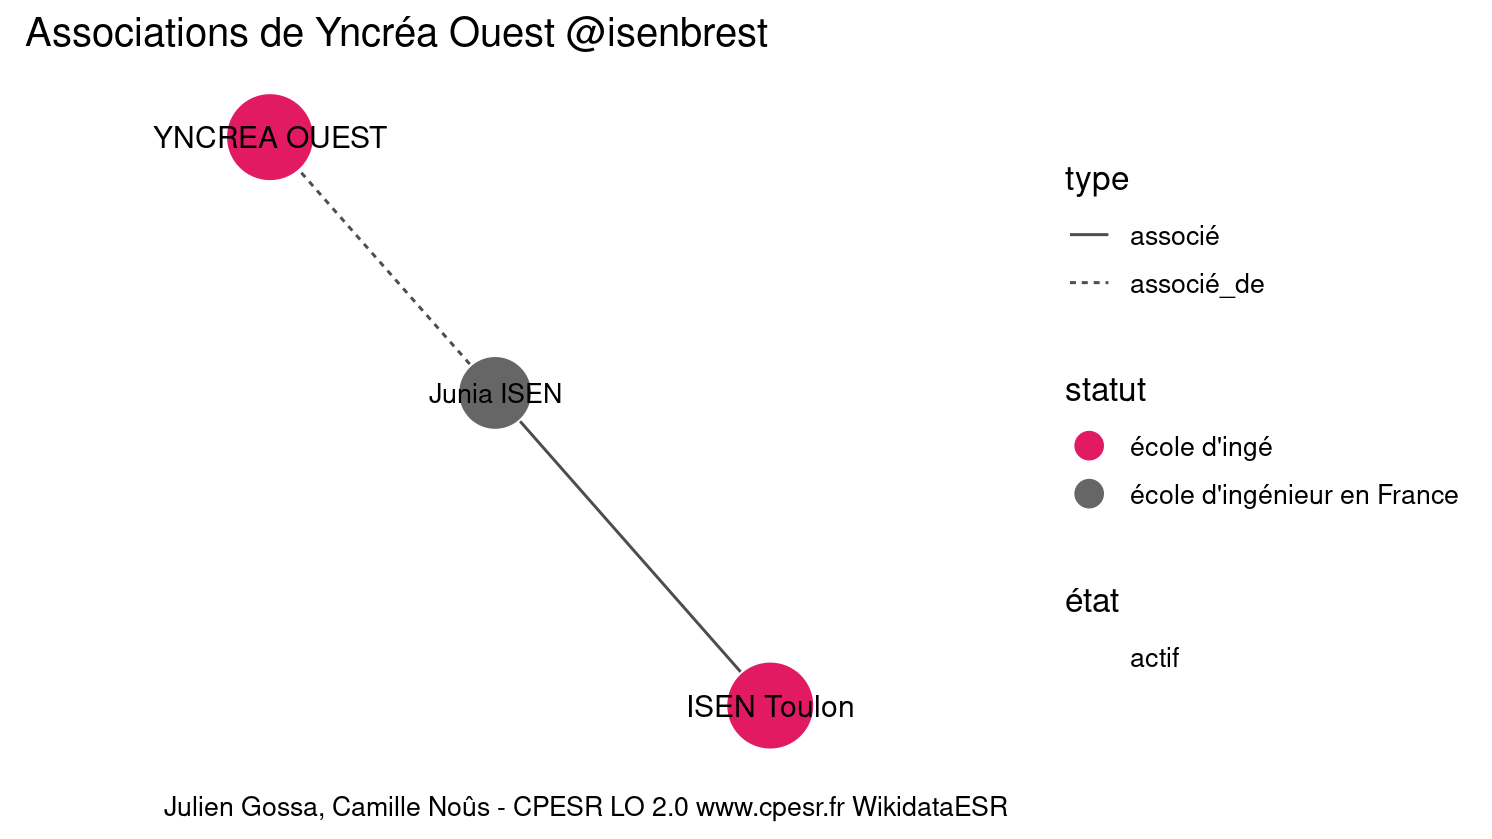 Associations de Yncréa Ouest @isenbrest
YNCREA OUEST
Junia ISEN
ISEN Toulon
type
associé
associé_de
statut
école d'ingé
école d'ingénieur en France
état
actif
Julien Gossa, Camille Noûs - CPESR LO 2.0 www.cpesr.fr WikidataESR